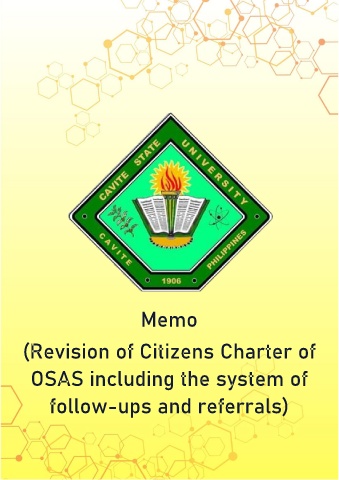 CAVITE STATE UNIVERSITY
CAVITE
PHILIPPINES
1906
Memo
(Revision of Citizens Charter of
OSAS including the system of
follow-ups and referrals)